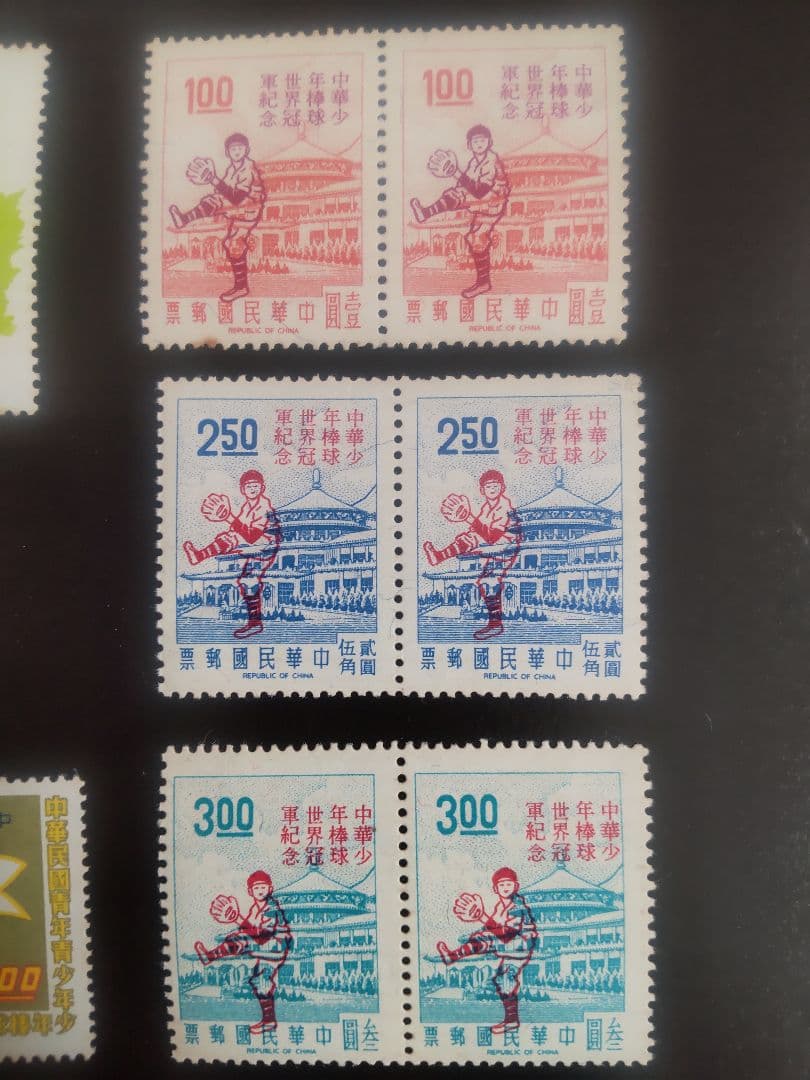 1.00
中華少
年棒球
世界冠
軍紀念
壹圓
中華民國郵票
REPUBLIC OF CHINA
1.00
中華少
年棒球
世界冠
軍紀念
壹圓
中華民國郵票
REPUBLIC OF CHINA
2.50
中華少
年棒球
世界冠
軍紀念
貳圓
伍角
中華民國郵票
REPUBLIC OF CHINA
2.50
中華少
年棒球
世界冠
軍紀念
貳圓
伍角
中華民國郵票
REPUBLIC OF CHINA
3.00
中華少
年棒球
世界冠
軍紀念
叁圓
中華民國郵票
REPUBLIC OF CHINA
3.00
中華少
年棒球
世界冠
軍紀念
叁圓
中華民國郵票
REPUBLIC OF CHINA
中華民國青年青少年少
00